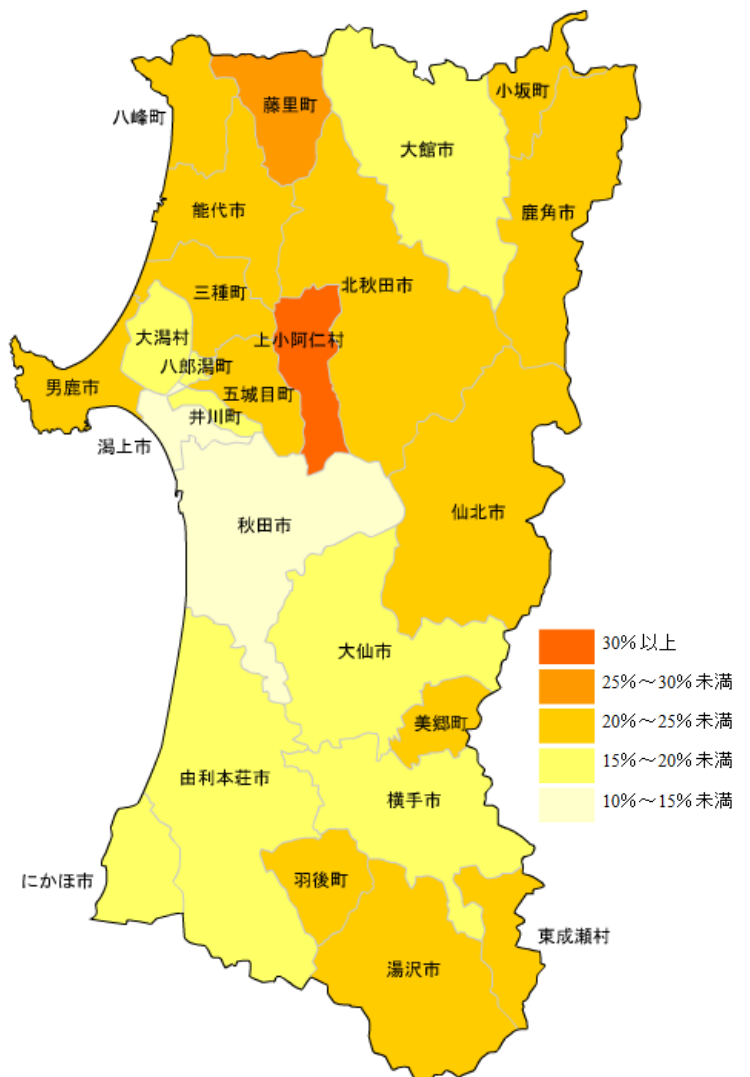 小坂町
藤里町
八峰町
大館市
能代市
鹿角市
北秋田市
三種町
大潟村
上小阿仁村
八郎潟町
男鹿市
五城目町
井川町
潟上市
仙北市
秋田市
30%以上
大仙市
25%～30%未満
20%～25%未満
美郷町
15%～20%未満
由利本荘市
横手市
10%～15%未満
にかほ市
羽後町
東成瀬村
湯沢市